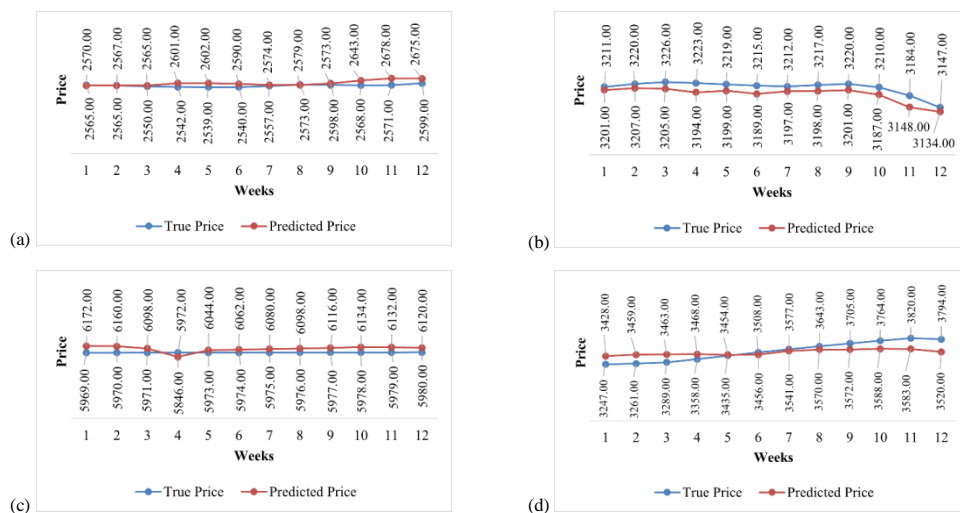 2570.00 2567.00 2565.00 2601.00 2602.00 2590.00 2574.00 2579.00 2573.00 2643.00 2678.00 2675.00
Price
2565.00 2565.00 2550.00 2542.00 2539.00 2540.00 2557.00 2573.00 2598.00 2568.00 2571.00 2599.00
1 2 3 4 5 6 7 8 9 10 11 12
Weeks
True Price Predicted Price
(a)
3211.00 3220.00 3226.00 3223.00 3219.00 3215.00 3212.00 3217.00 3220.00 3210.00 3184.00 3147.00
Price
3201.00 3207.00 3205.00 3194.00 3199.00 3189.00 3197.00 3198.00 3201.00 3187.00 3148.00 3134.00
1 2 3 4 5 6 7 8 9 10 11 12
Weeks
True Price Predicted Price
(b)
6172.00 6160.00 6098.00 5972.00 6044.00 6062.00 6080.00 6098.00 6116.00 6134.00 6132.00 6120.00
Price
5969.00 5970.00 5971.00 5846.00 5973.00 5974.00 5975.00 5976.00 5977.00 5978.00 5979.00 5980.00
1 2 3 4 5 6 7 8 9 10 11 12
Weeks
True Price Predicted Price
(c)
3428.00 3459.00 3463.00 3468.00 3454.00 3508.00 3577.00 3643.00 3705.00 3764.00 3820.00 3794.00
Price
3247.00 3261.00 3289.00 3358.00 3435.00 3456.00 3541.00 3570.00 3572.00 3588.00 3583.00 3520.00
1 2 3 4 5 6 7 8 9 10 11 12
Weeks
True Price Predicted Price
(d)